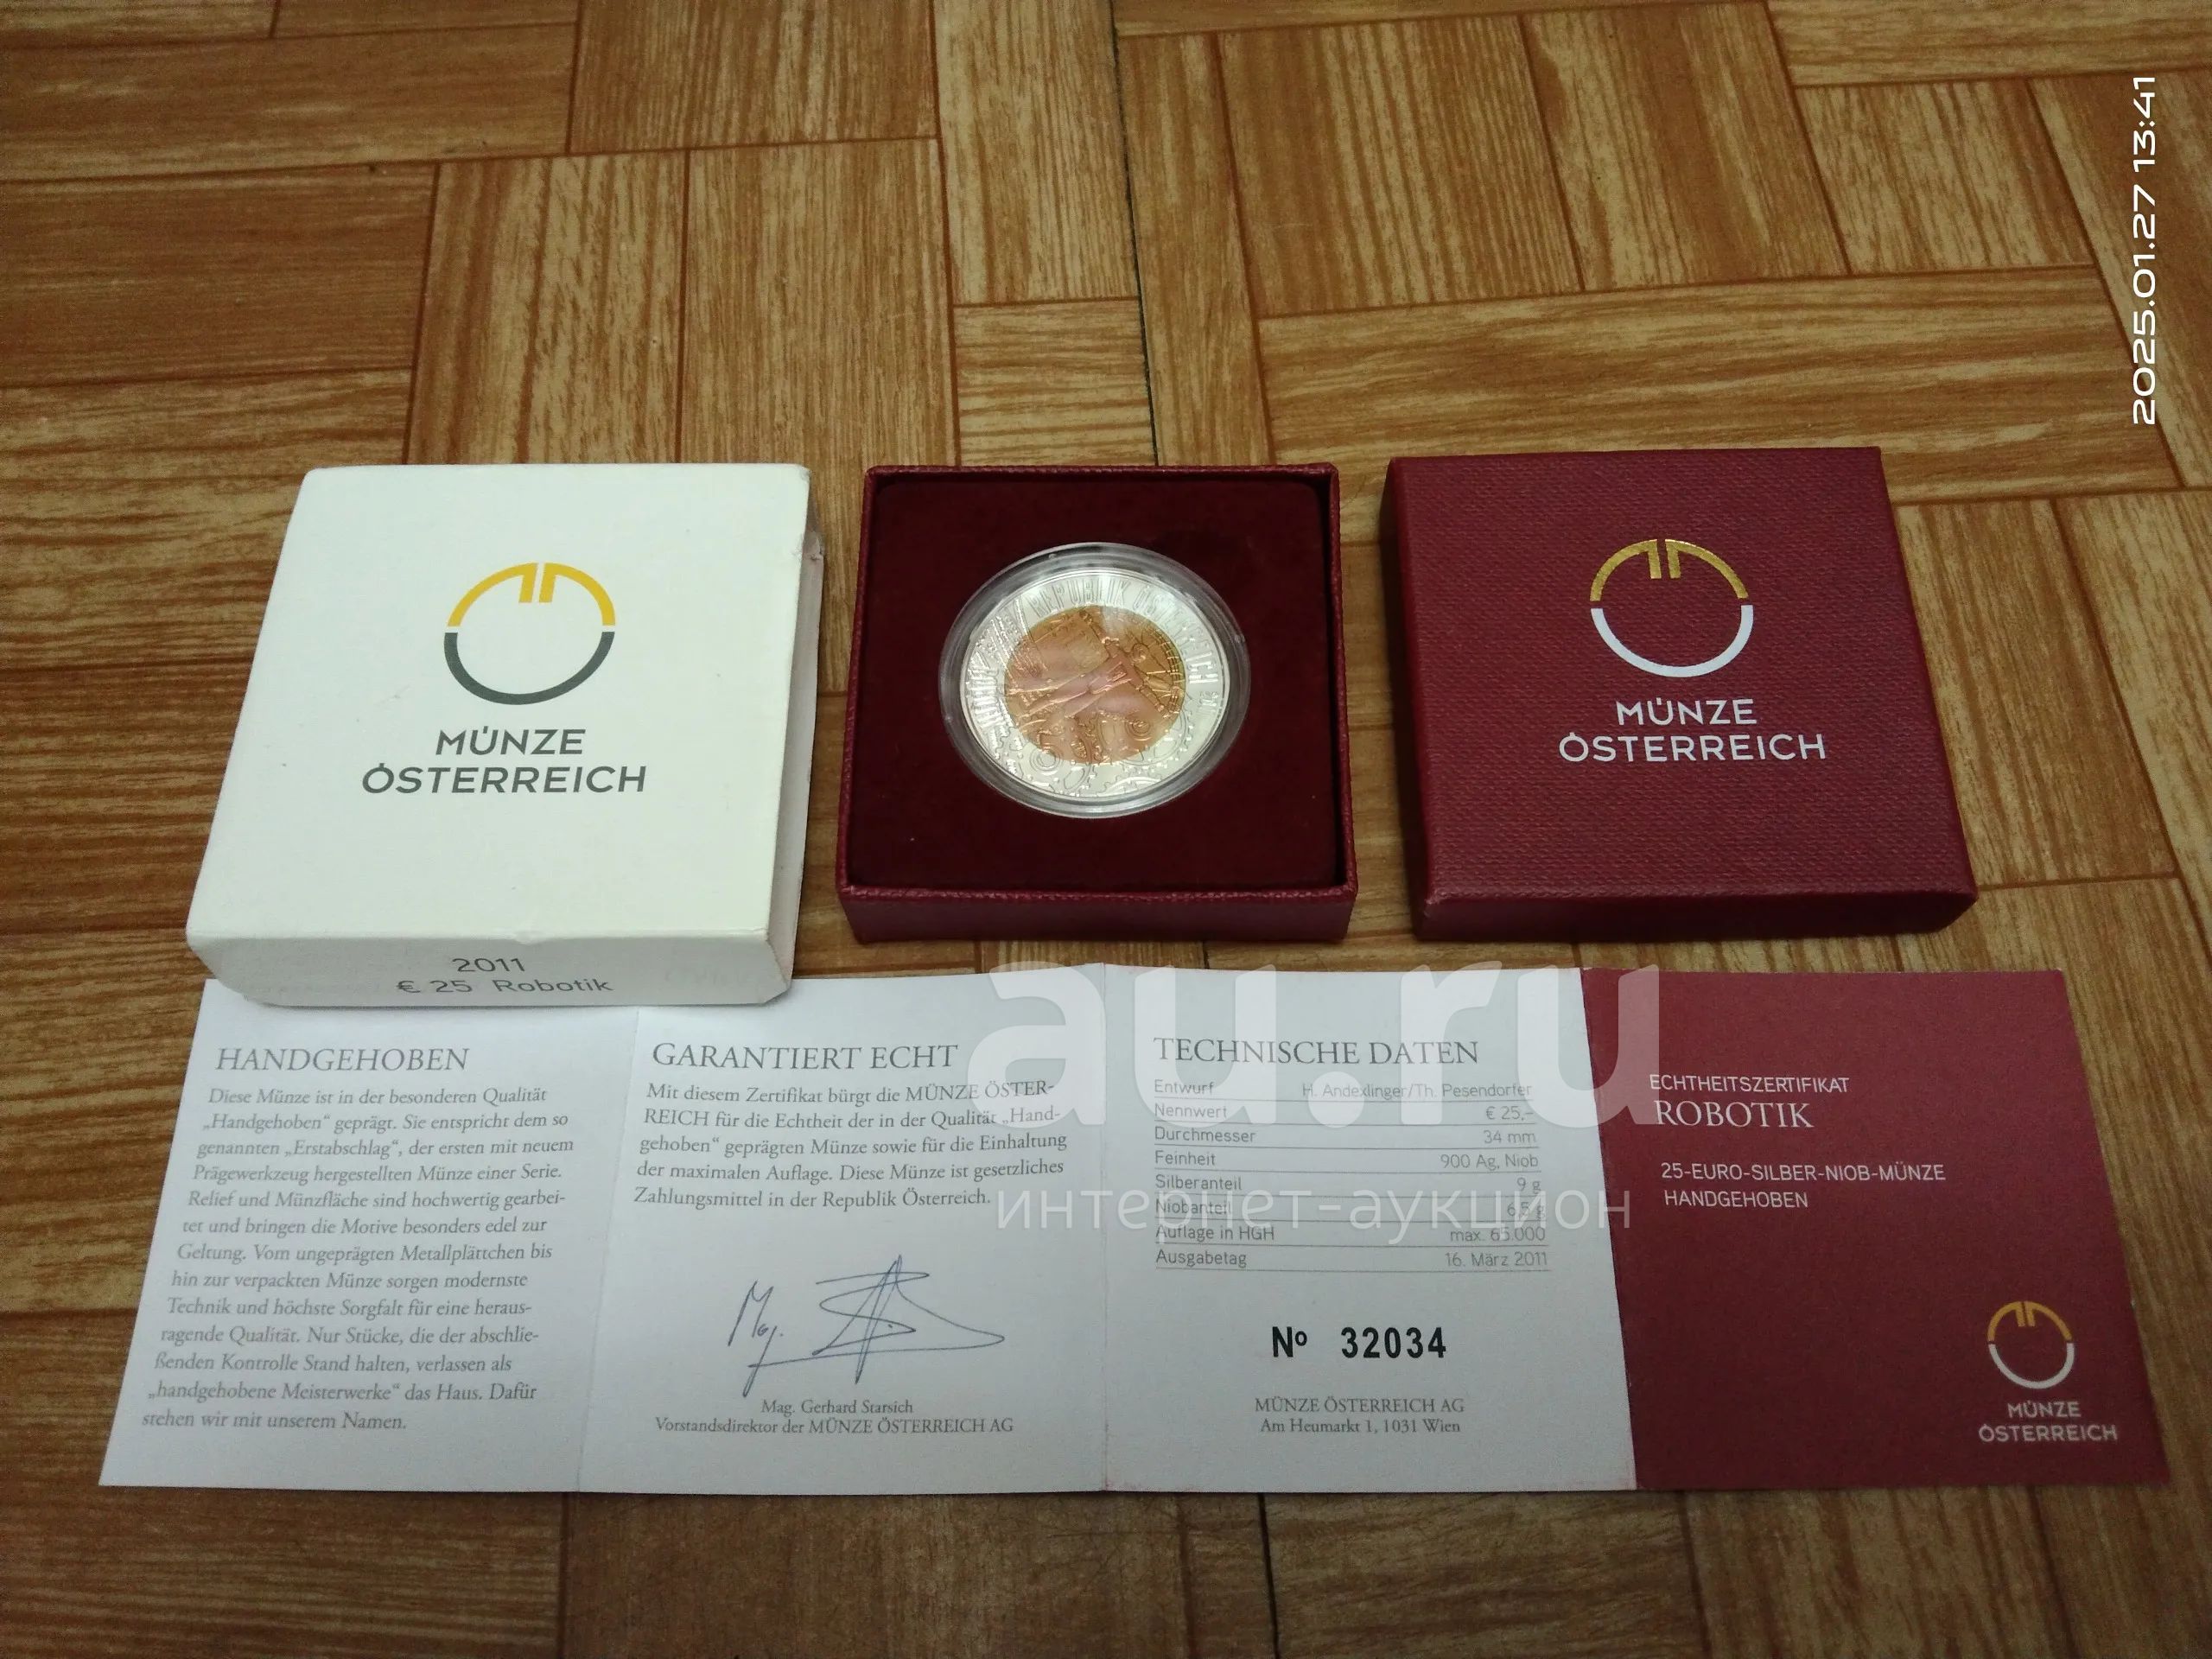 2025.01.27 13:41
MÜNZE
ÖSTERREICH
2011
€ 25 Robotik
REPUBLIK ÖSTERREICH
MÜNZE
ÖSTERREICH
HANDGEHOBEN
Diese Münze ist in der besonderen Qualität
„Handgehoben“ geprägt. Sie entspricht dem so
genannten „Erstabschlag“, der ersten mit neuem
Prägewerkzeug hergestellten Münze einer Serie.
Relief und Münzfläche sind hochwertig gearbei-
tet und bringen die Motive besonders edel zur
Geltung. Vom ungeprägten Metallplättchen bis
hin zur verpackten Münze sorgen modernste
Technik und höchste Sorgfalt für eine heraus-
ragende Qualität. Nur Stücke, die der abschlie-
ßenden Kontrolle Stand halten, verlassen als
„handgehobene Meisterwerke“ das Haus. Dafür
stehen wir mit unserem Namen.
GARANTIERT ECHT
Mit diesem Zertifikat bürgt die MÜNZE ÖSTER-
REICH für die Echtheit der in der Qualität „Hand-
gehoben“ geprägten Münze sowie für die Einhaltung
der maximalen Auflage. Diese Münze ist gesetzliches
Zahlungsmittel in der Republik Österreich.
Mag.
Mag. Gerhard Starsich
Vorstandsdirektor der MÜNZE ÖSTERREICH AG
TECHNISCHE DATEN
Entwurf H. Andexlinger/Th. Pesendorfer
Nennwert € 25,–
Durchmesser 34 mm
Feinheit 900 Ag, Niob
Silberanteil 9 g
Niobanteil 6,5 g
Auflage in HGH max. 65.000
Ausgabetag 16. März 2011
Nº 32034
MÜNZE ÖSTERREICH AG
Am Heumarkt 1, 1031 Wien
ECHTHEITSZERTIFIKAT
ROBOTIK
25-EURO-SILBER-NIOB-MÜNZE
HANDGEHOBEN
MÜNZE
ÖSTERREICH
au.ru
интернет-аукцион